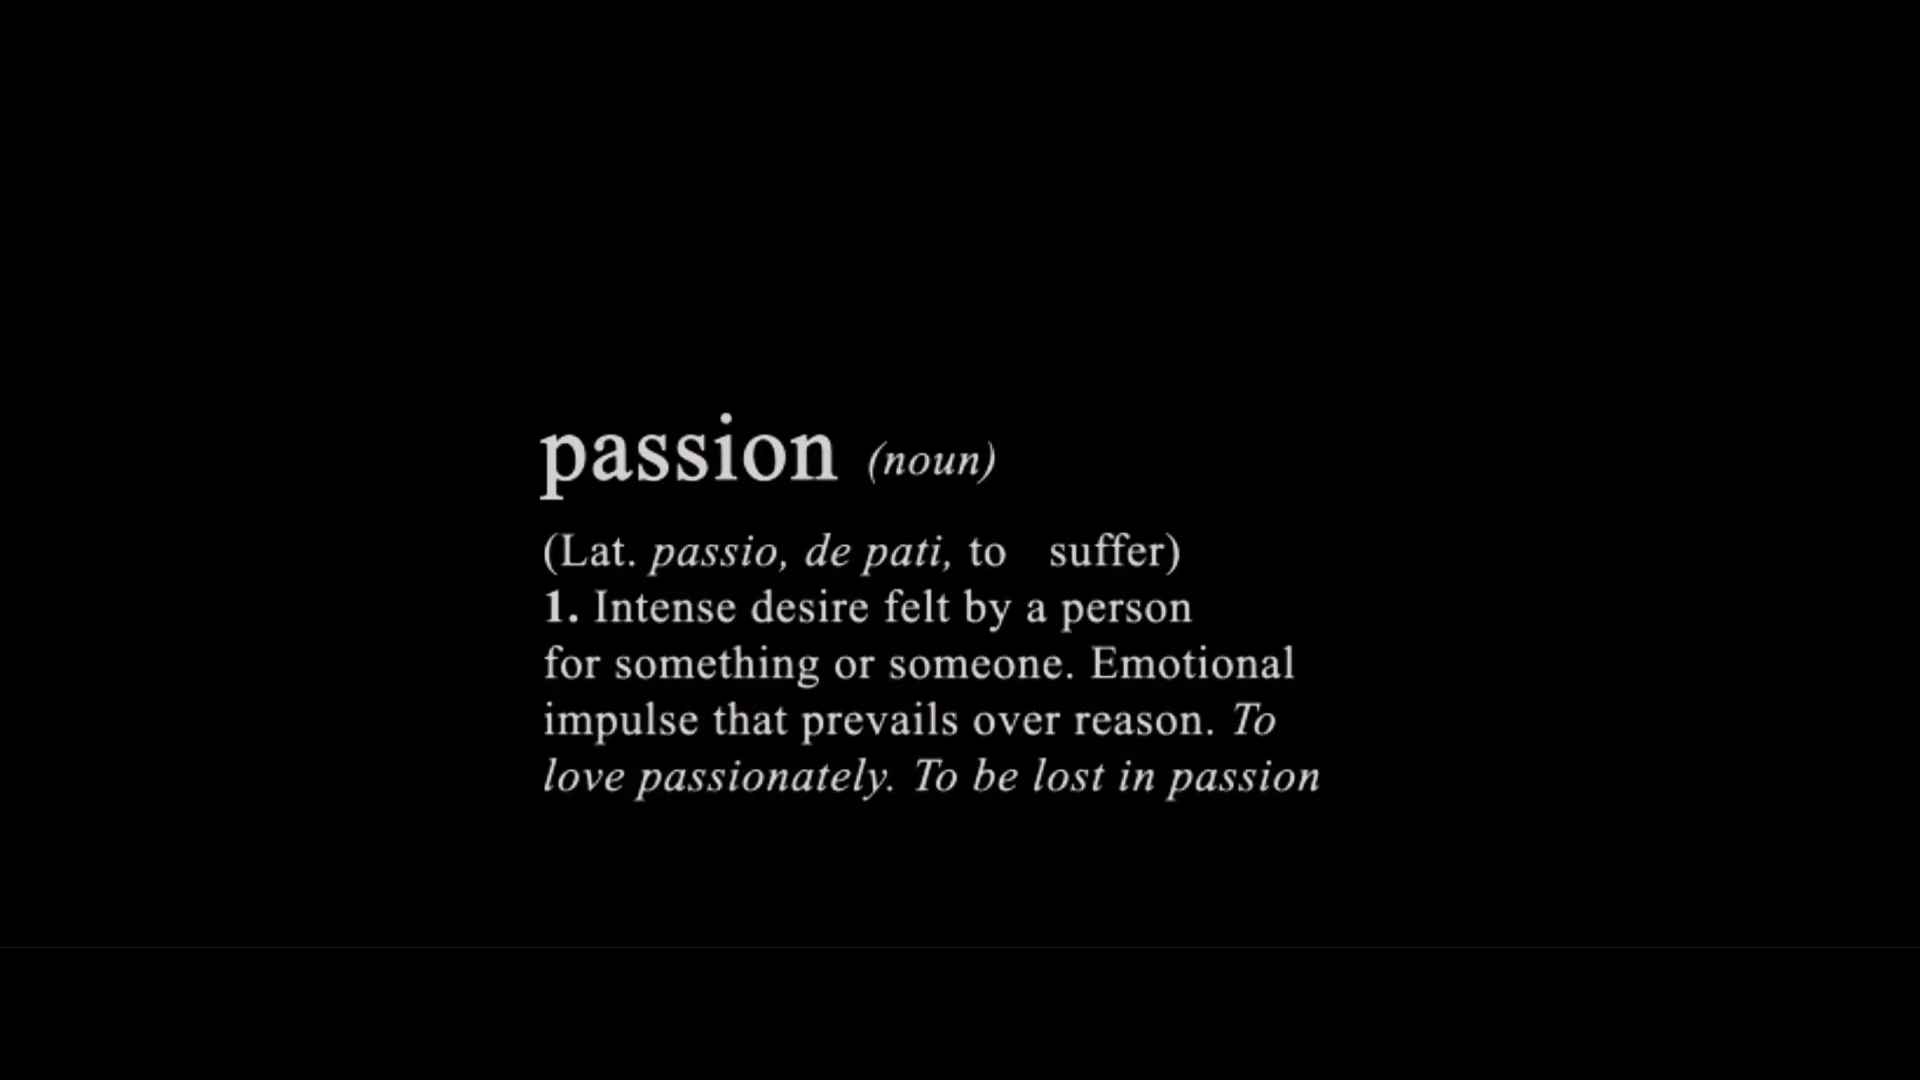 passion (noun)
(Lat. passio, de pati, to suffer)
1. Intense desire felt by a person
for something or someone. Emotional
impulse that prevails over reason. To
love passionately. To be lost in passion